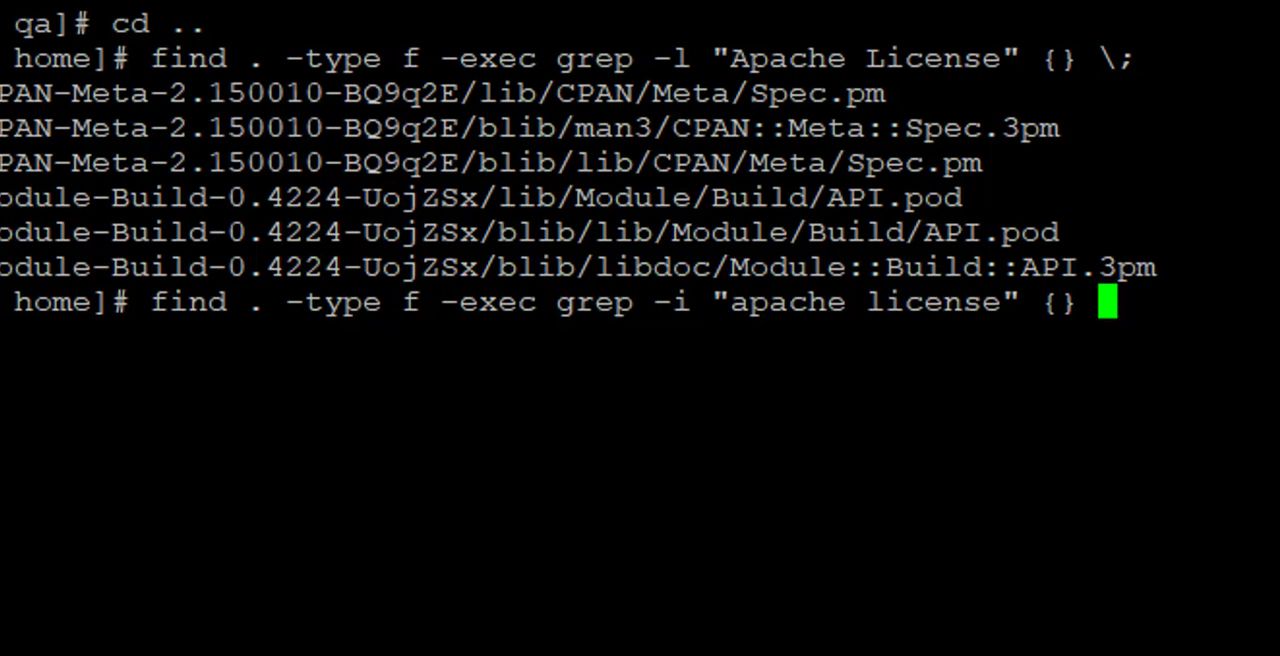 qa]# cd ..
home]# find . -type f -exec grep -l "Apache License" {} \;
PAN-Meta-2.150010-BQ9q2E/lib/CPAN/Meta/Spec.pm
PAN-Meta-2.150010-BQ9q2E/blib/man3/CPAN::Meta::Spec.3pm
PAN-Meta-2.150010-BQ9q2E/blib/lib/CPAN/Meta/Spec.pm
odule-Build-0.4224-UojZSx/lib/Module/Build/API.pod
odule-Build-0.4224-UojZSx/blib/lib/Module/Build/API.pod
odule-Build-0.4224-UojZSx/blib/libdoc/Module::Build::API.3pm
home]# find . -type f -exec grep -i "apache license" {}